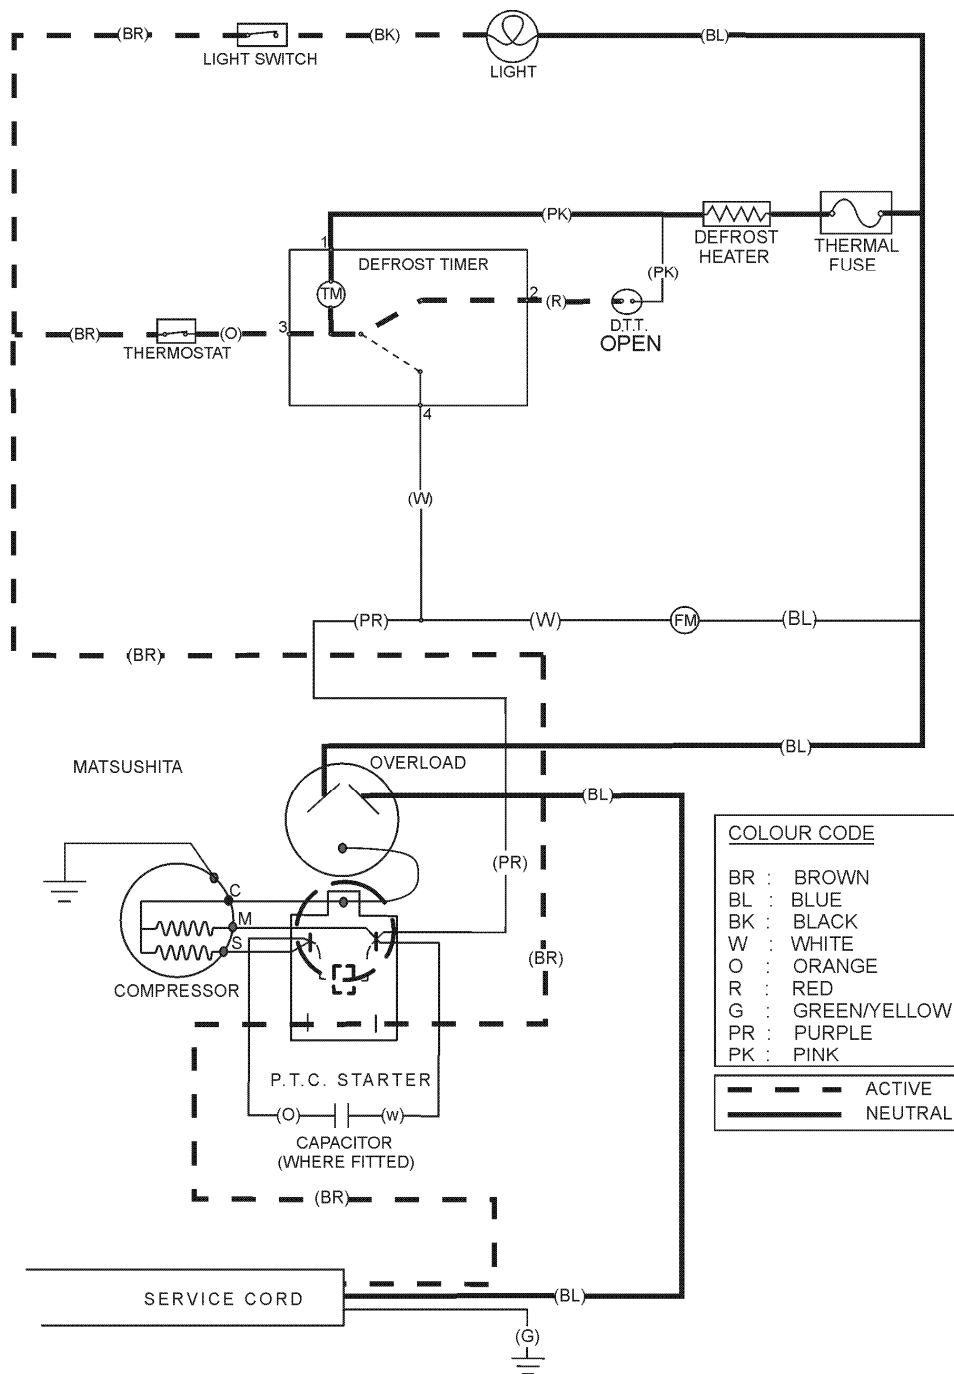 (BR)
(BK)
(BL)
LIGHT SWITCH
LIGHT
(PK)
DEFROST
HEATER
THERMAL
FUSE
1
DEFROST TIMER
(PK)
TM
2
(R)
D.T.T.
OPEN
(BR)
(O)
3
THERMOSTAT
4
(W)
(PR)
(W)
FM
(BL)
(BR)
(BL)
MATSUSHITA
OVERLOAD
(BL)
(PR)
C
M
S
(BR)
COMPRESSOR
COLOUR CODE
BR : BROWN
BL : BLUE
BK : BLACK
W : WHITE
O : ORANGE
R : RED
G : GREEN/YELLOW
PR : PURPLE
PK : PINK
ACTIVE
NEUTRAL
P.T.C. STARTER
(O)
(w)
CAPACITOR
(WHERE FITTED)
(BR)
SERVICE CORD
(BL)
(G)